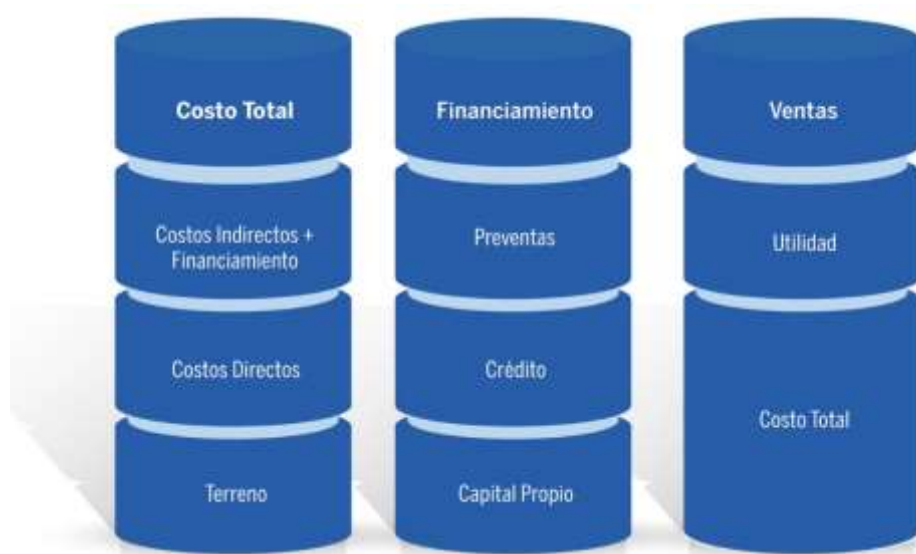 Costo Total
Costos Indirectos +
Financiamiento
Costos Directos
Terreno
Financiamiento
Preventas
Crédito
Capital Propio
Ventas
Utilidad
Costo Total